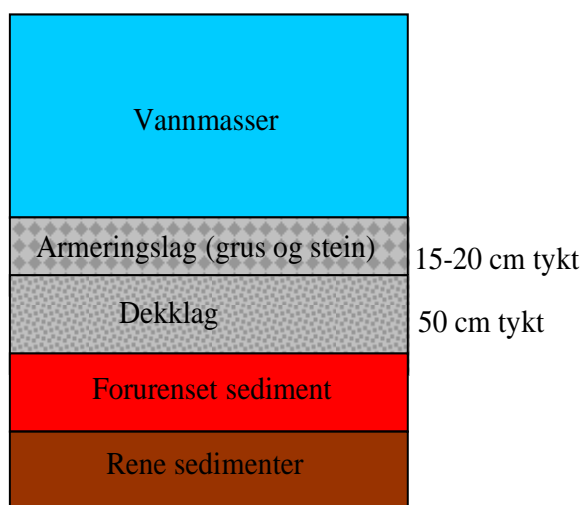 Vannmasser
Armeringslag (grus og stein)
15-20 cm tykt
Dekklag
50 cm tykt
Forurenset sediment
Rene sedimenter